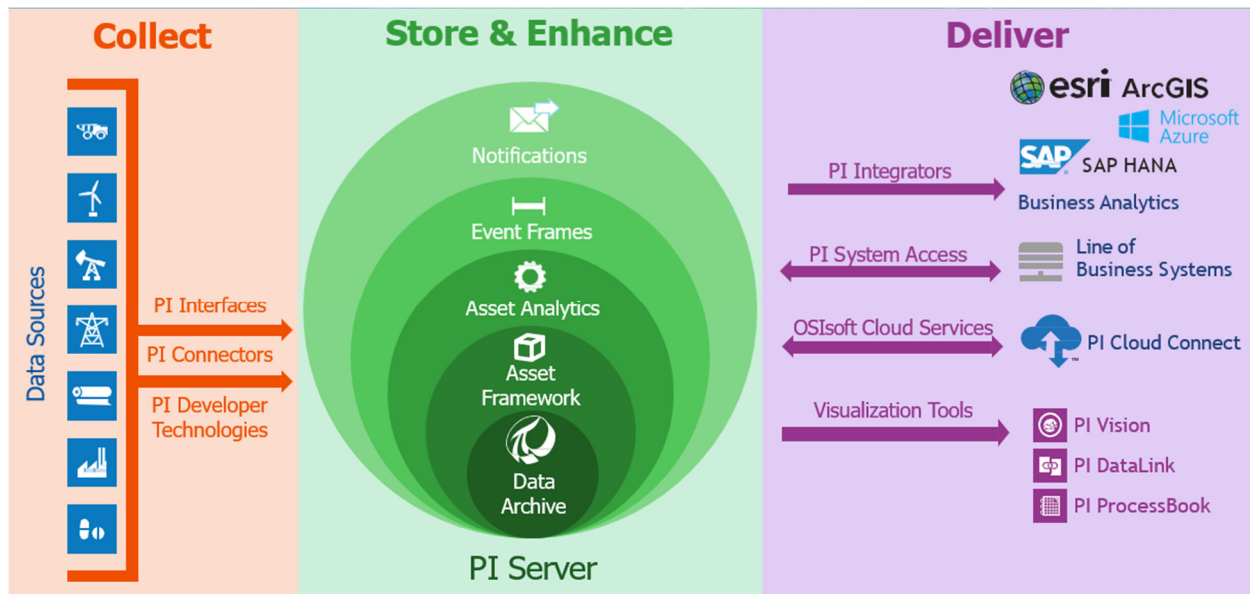 Collect
Data Sources
PI Interfaces
PI Connectors
PI Developer
Technologies
Store & Enhance
Notifications
Event Frames
Asset Analytics
Asset
Framework
Data
Archive
PI Server
Deliver
esri ArcGIS
Microsoft
Azure
PI Integrators
SAP SAP HANA
Business Analytics
PI System Access
Line of
Business Systems
OSIsoft Cloud Services
PI Cloud Connect
TM
Visualization Tools
PI Vision
PI DataLink
PI ProcessBook